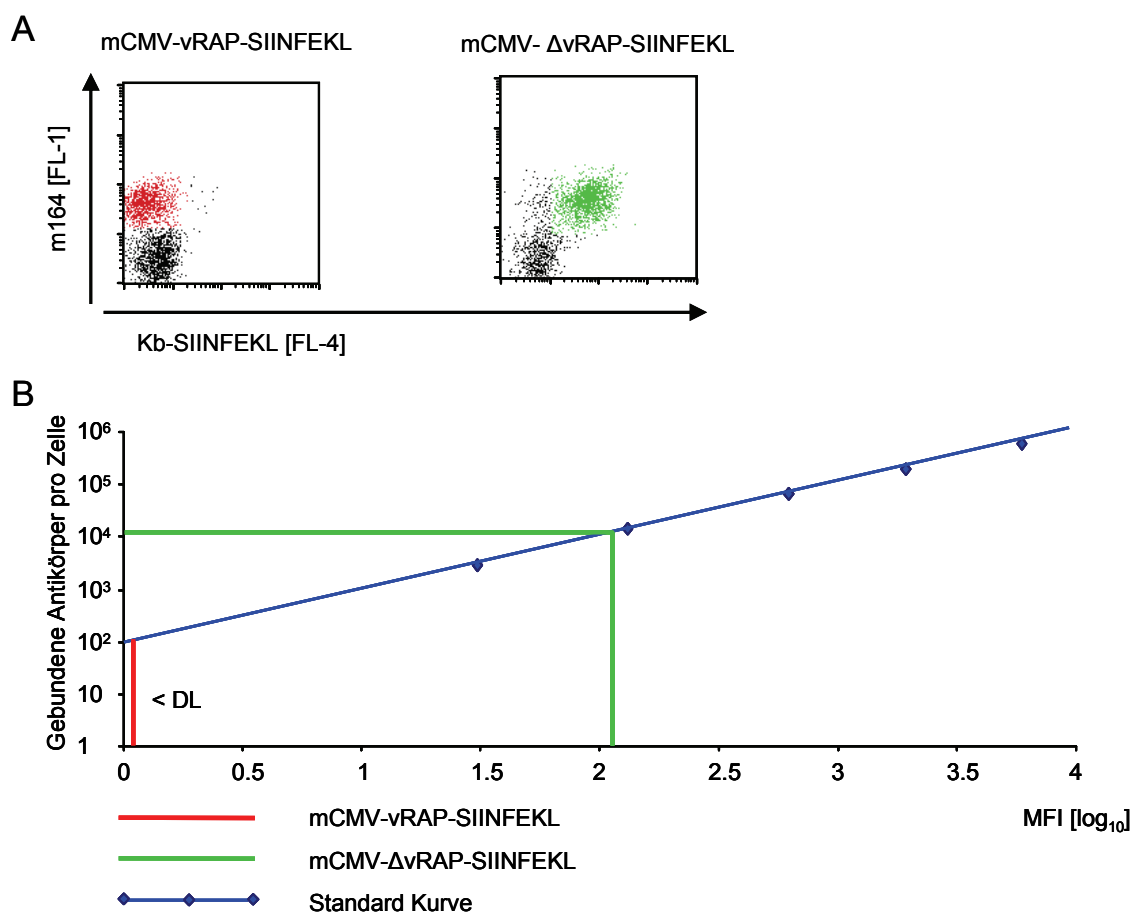 A
mCMV-vRAP-SIINFEKL
mCMV- ΔvRAP-SIINFEKL
m164 [FL-1]
Kb-SIINFEKL [FL-4]
B
Gebundene Antikörper pro Zelle
10⁶
10⁵
10⁴
10³
10²
10
1
< DL
0 0.5 1 1.5 2 2.5 3 3.5 4
MFI [log₁₀]
mCMV-vRAP-SIINFEKL
mCMV-ΔvRAP-SIINFEKL
Standard Kurve